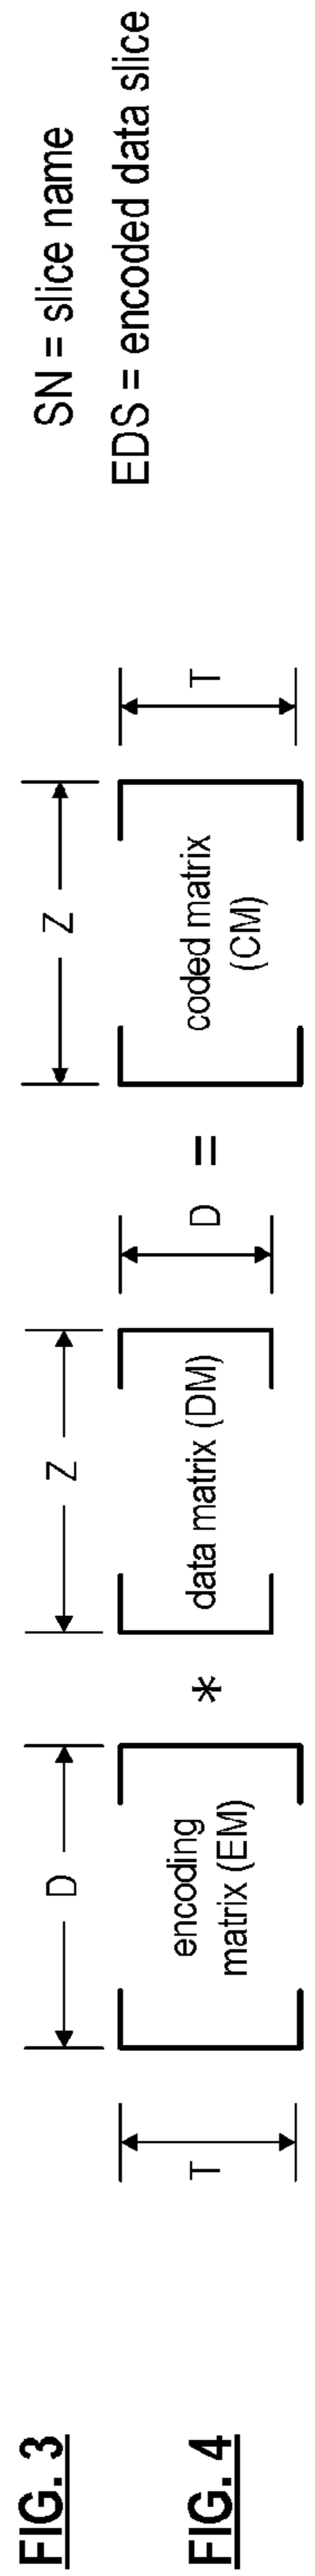 FIG. 3
SN = slice name
EDS = encoded data slice
FIG. 4
T
D
encoding
matrix (EM)
*
Z
data matrix (DM)
D
=
Z
coded matrix
(CM)
T